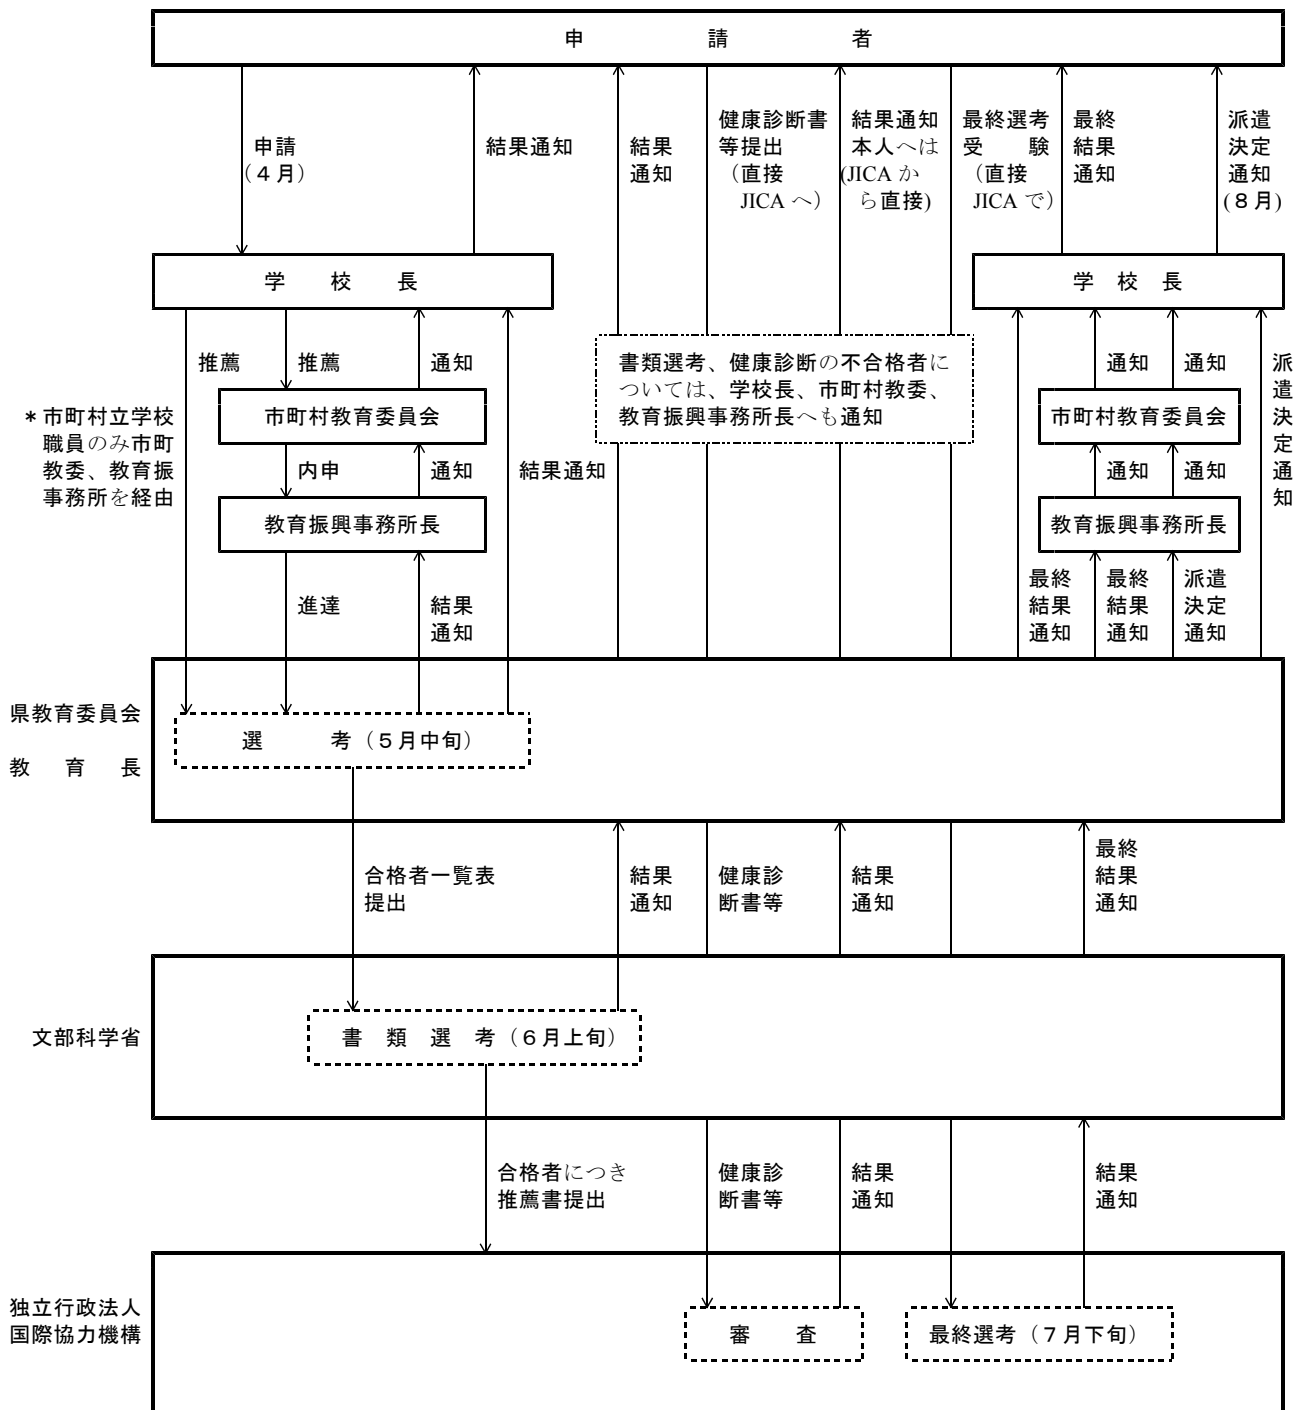 申　請　者
申請
(４月)
結果通知
結果
通知
健康診断書
等提出
(直接
JICA へ)
結果通知
本人へは
(JICA か
ら直接)
最終選考
受　験
(直接
JICA で)
最終
結果
通知
派遣
決定
通知
(８月)
学　校　長
学　校　長
推薦
推薦
通知
書類選考、健康診断の不合格者に
ついては、学校長、市町村教委、
教育振興事務所長へも通知
通知
通知
派
遣
決
定
通
知
＊市町村立学校
職員のみ市町
教委、教育振
事務所を経由
市町村教育委員会
市町村教育委員会
内申
通知
結果通知
通知
通知
教育振興事務所長
教育振興事務所長
進達
結果
通知
最終
結果
通知
最終
結果
通知
派遣
決定
通知
県教育委員会
教　育　長
選　考(５月中旬)
合格者一覧表
提出
結果
通知
健康診
断書等
結果
通知
最終
結果
通知
文部科学省
書　類　選　考(６月上旬)
合格者につき
推薦書提出
健康診
断書等
結果
通知
結果
通知
独立行政法人
国際協力機構
審　査
最終選考(７月下旬)